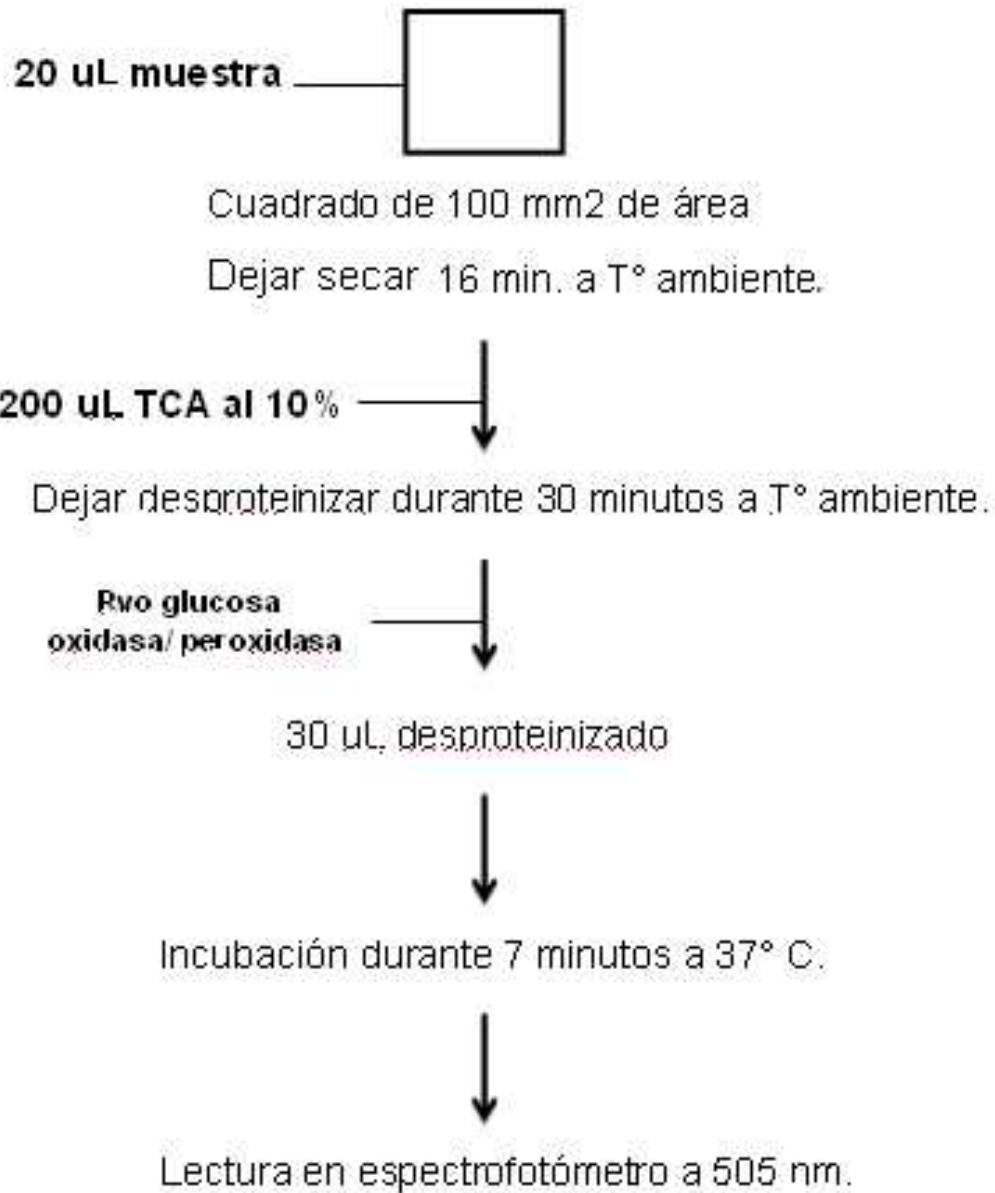 20 uL muestra
Cuadrado de 100 mm2 de área
Dejar secar 16 min. a T° ambiente.
200 uL TCA al 10%
Dejar desproteinizar durante 30 minutos a T° ambiente.
Rvo glucosa
oxidasa/ peroxidasa
30 uL desproteinizado
Incubación durante 7 minutos a 37° C.
Lectura en espectrofotómetro a 505 nm.